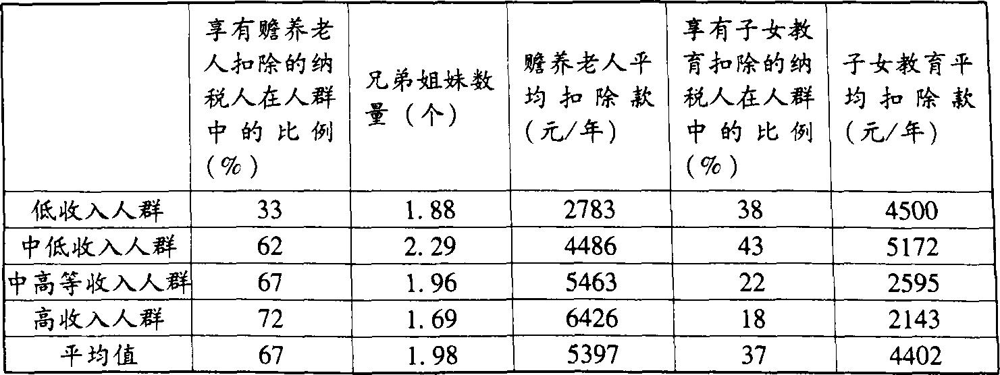 享有赡养老人扣除的纳税人在人群中的比例(%) 兄弟姐妹数量(个) 赡养老人平均扣除款(元/年) 享有子女教育扣除的纳税人在人群中的比例(%) 子女教育平均扣除款(元/年)
低收入人群 33 1.88 2783 38 4500
中低收入人群 62 2.29 4486 43 5172
中高等收入人群 67 1.96 5463 22 2595
高收入人群 72 1.69 6426 18 2143
平均值 67 1.98 5397 37 4402